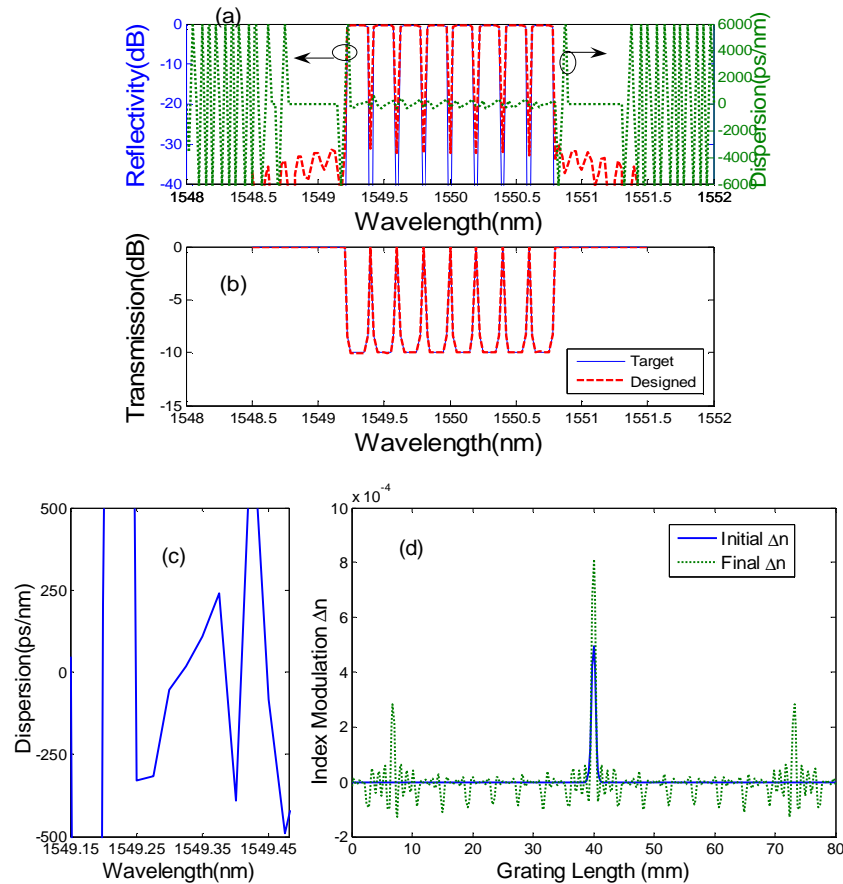 (a)
Reflectivity(dB)
0
-10
-20
-30
-40
6000
4000
2000
0
-2000
-4000
-6000
Dispersion(ps/nm)
1548 1548.5 1549 1549.5 1550 1550.5 1551 1551.5 1552
Wavelength(nm)
(b)
Transmission(dB)
0
-5
-10
-15
Target
Designed
1548 1548.5 1549 1549.5 1550 1550.5 1551 1551.5 1552
Wavelength(nm)
(c)
Dispersion(ps/nm)
500
250
0
-250
-500
1549.15 1549.25 1549.35 1549.45
Wavelength(nm)
x 10-4
(d)
Index Modulation Δn
10
8
6
4
2
0
-2
Initial Δn
Final Δn
0 10 20 30 40 50 60 70 80
Grating Length (mm)